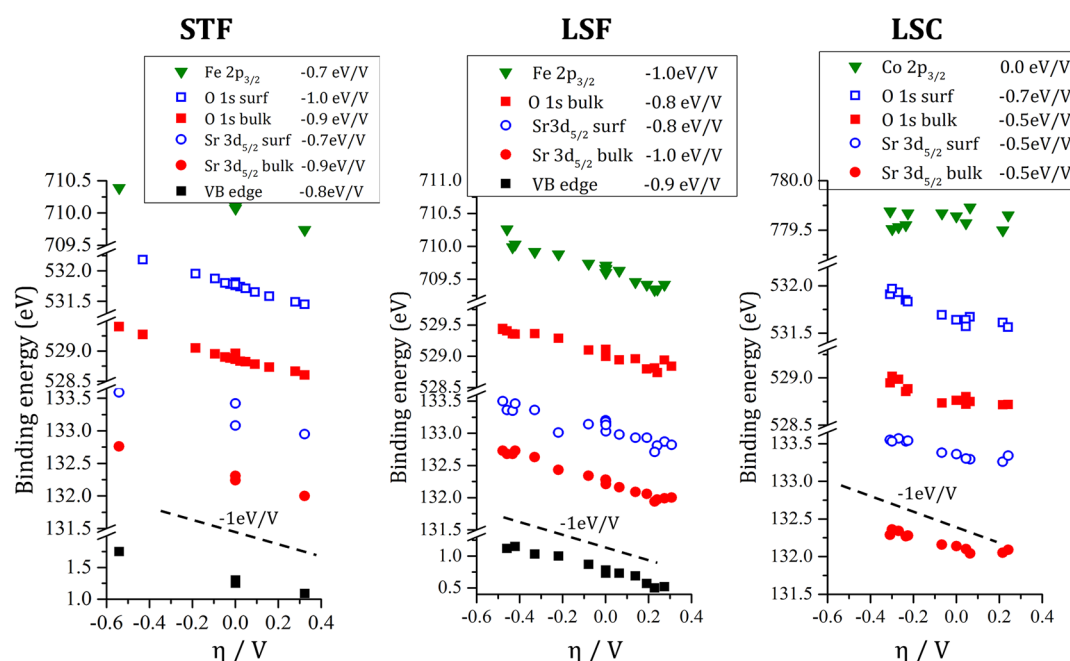 STF
Fe 2p3/2 -0.7 eV/V
O 1s surf -1.0 eV/V
O 1s bulk -0.9 eV/V
Sr 3d5/2 surf -0.7eV/V
Sr 3d5/2 bulk -0.9eV/V
VB edge -0.8eV/V
Binding energy (eV)
710.5
710.0
709.5
532.0
531.5
529.0
528.5
133.5
133.0
132.5
132.0
131.5
1.5
1.0
-1eV/V
-0.6 -0.4 -0.2 0.0 0.2 0.4
η / V
LSF
Fe 2p3/2 -1.0eV/V
O 1s bulk -0.8 eV/V
Sr3d5/2 surf -0.8 eV/V
Sr 3d5/2 bulk -1.0 eV/V
VB edge -0.9 eV/V
Binding energy (eV)
711.0
710.5
710.0
709.5
529.5
529.0
528.5
133.5
133.0
132.5
132.0
131.5
1.0
0.5
-1eV/V
-0.6 -0.4 -0.2 0.0 0.2 0.4
η / V
LSC
Co 2p3/2 0.0 eV/V
O 1s surf -0.7eV/V
O 1s bulk -0.5eV/V
Sr 3d5/2 surf -0.5eV/V
Sr 3d5/2 bulk -0.5eV/V
Binding energy (eV)
780.0
779.5
532.0
531.5
529.0
528.5
133.5
133.0
132.5
132.0
131.5
-1eV/V
-0.6 -0.4 -0.2 0.0 0.2 0.4
η / V